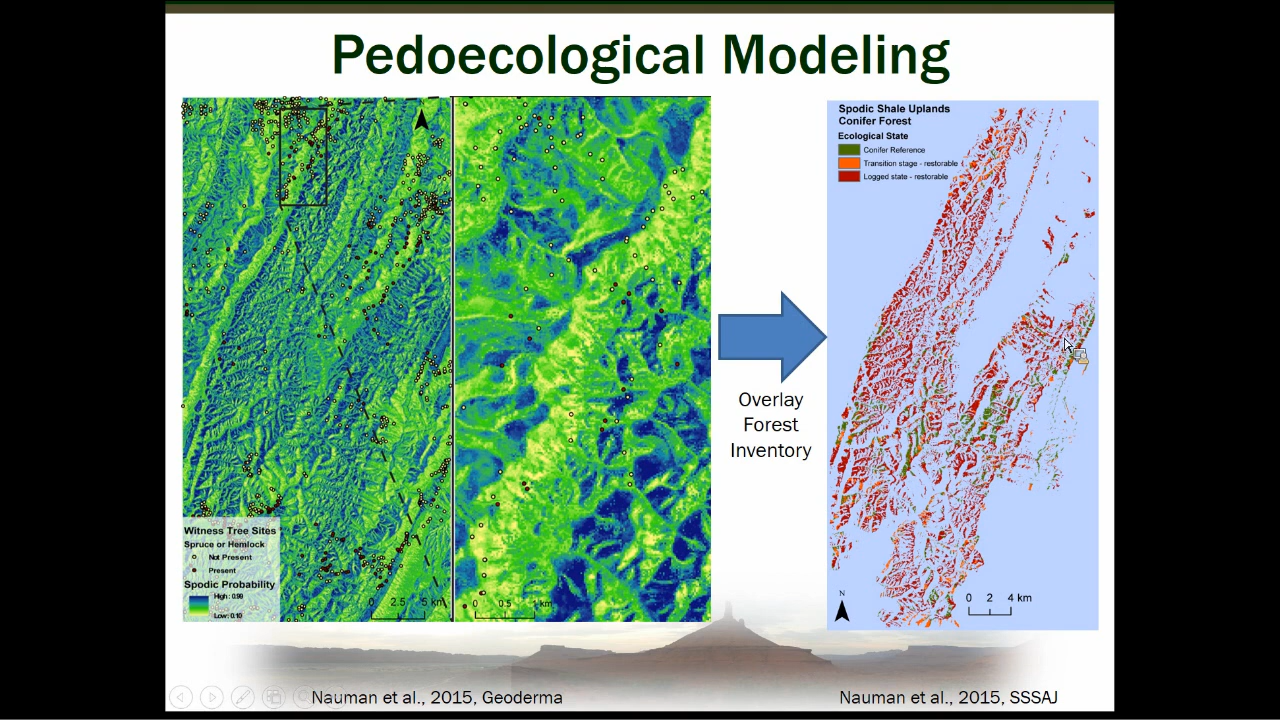 Pedoecological Modeling
Witness Tree Sites
Spruce or Hemlock
Not Present
Present
Spodic Probability
High: 0.99
Low: 0.10
0 2.5 5 km
0 0.5 1 km
Overlay
Forest
Inventory
Spodic Shale Uplands
Conifer Forest
Ecological State
Conifer Reference
Transition stage - restorable
Logged state - restorable
N
0 2 4 km
Nauman et al., 2015, Geoderma
Nauman et al., 2015, SSSAJ